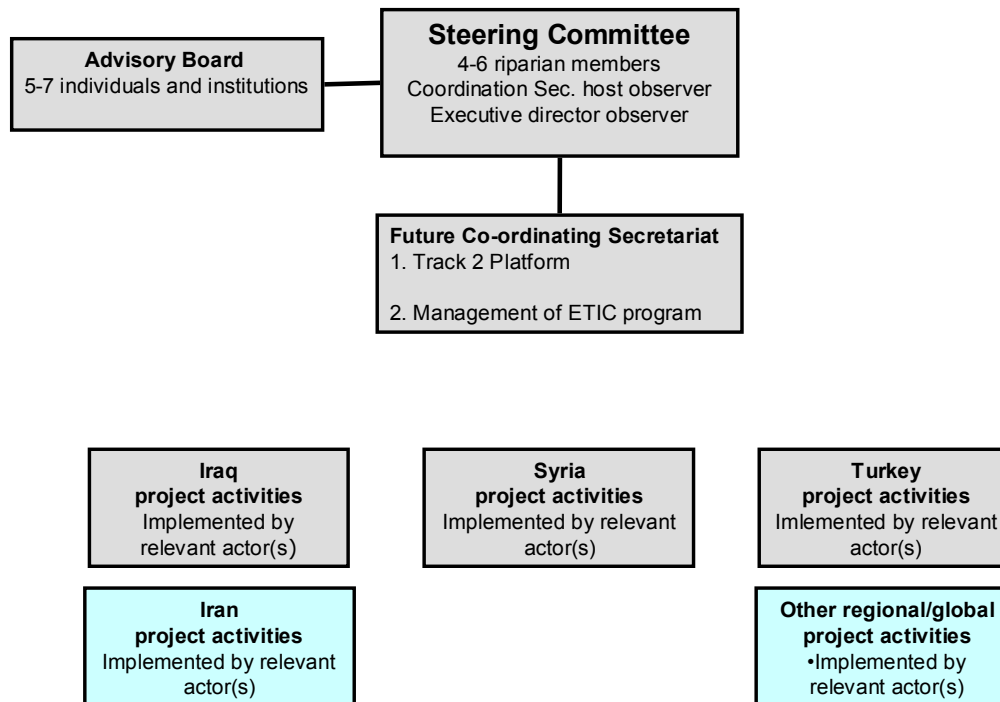 Steering Committee
4-6 riparian members
Coordination Sec. host observer
Executive director observer
Advisory Board
5-7 individuals and institutions
Future Co-ordinating Secretariat
1. Track 2 Platform
2. Management of ETIC program
Iraq
project activities
Implemented by
relevant actor(s)
Syria
project activities
Implemented by relevant
actor(s)
Turkey
project activities
Imlemented by relevant
actor(s)
Iran
project activities
Implemented by relevant
actor(s)
Other regional/global
project activities
•Implemented by
relevant actor(s)